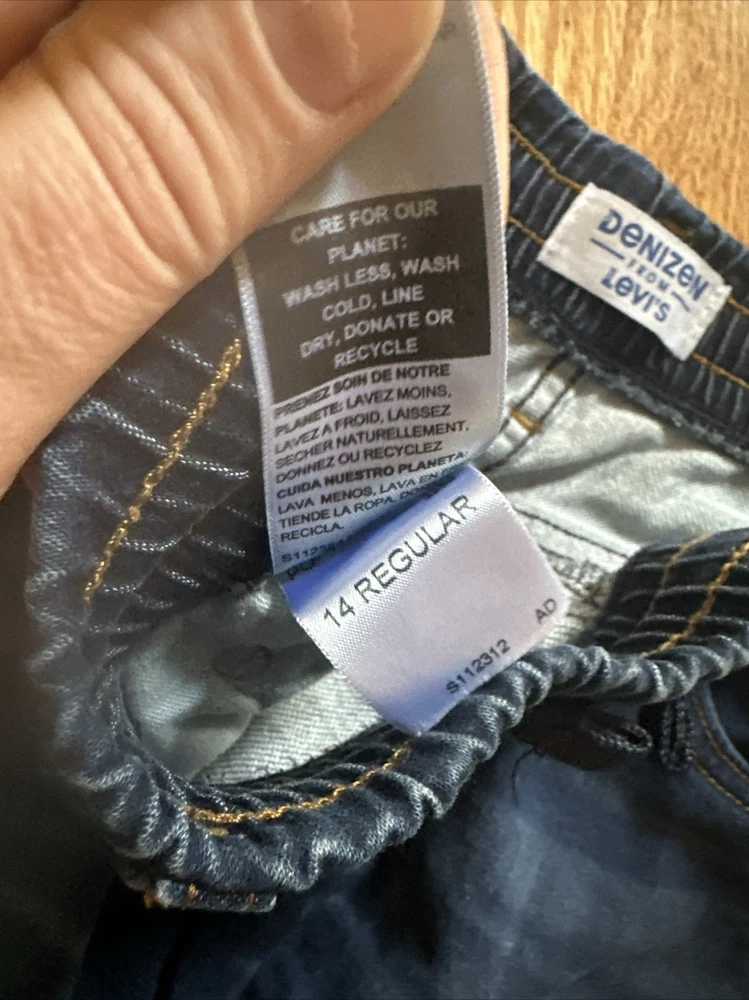 CARE FOR OUR
PLANET:
WASH LESS, WASH
COLD, LINE
DRY, DONATE OR
RECYCLE
PRENEZ SOIN DE NOTRE
PLANETE: LAVEZ MOINS,
LAVEZ A FROID, LAISSEZ
SECHER NATURELLEMENT,
DONNEZ OU RECYCLEZ
CUIDA NUESTRO PLANETA:
LAVA MENOS, LAVA EN
TIENDE LA ROPA,
RECICLA.
14 REGULAR
S112312
AD
DENIZEN
FROM
LEVI'S